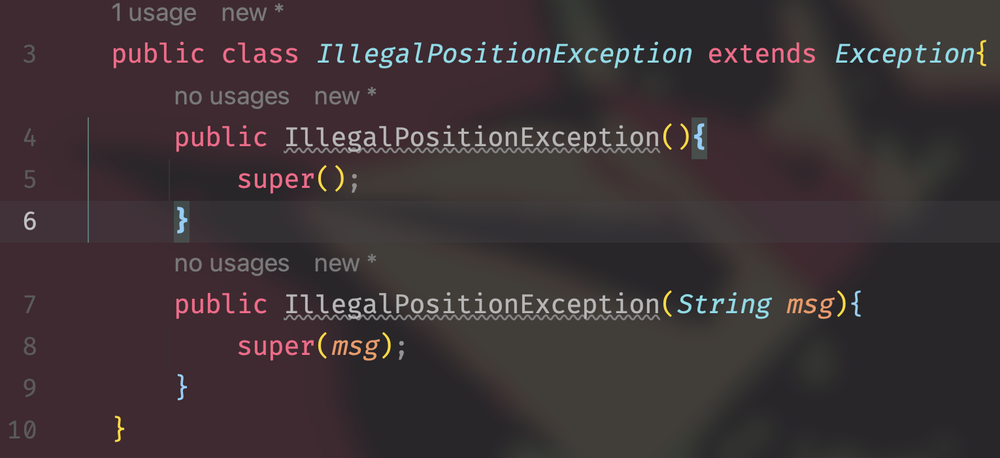 1 usage new *
3 public class IllegalPositionException extends Exception{
no usages new *
4 public IllegalPositionException(){
5 super();
6 }
no usages new *
7 public IllegalPositionException(String msg){
8 super(msg);
9 }
10 }